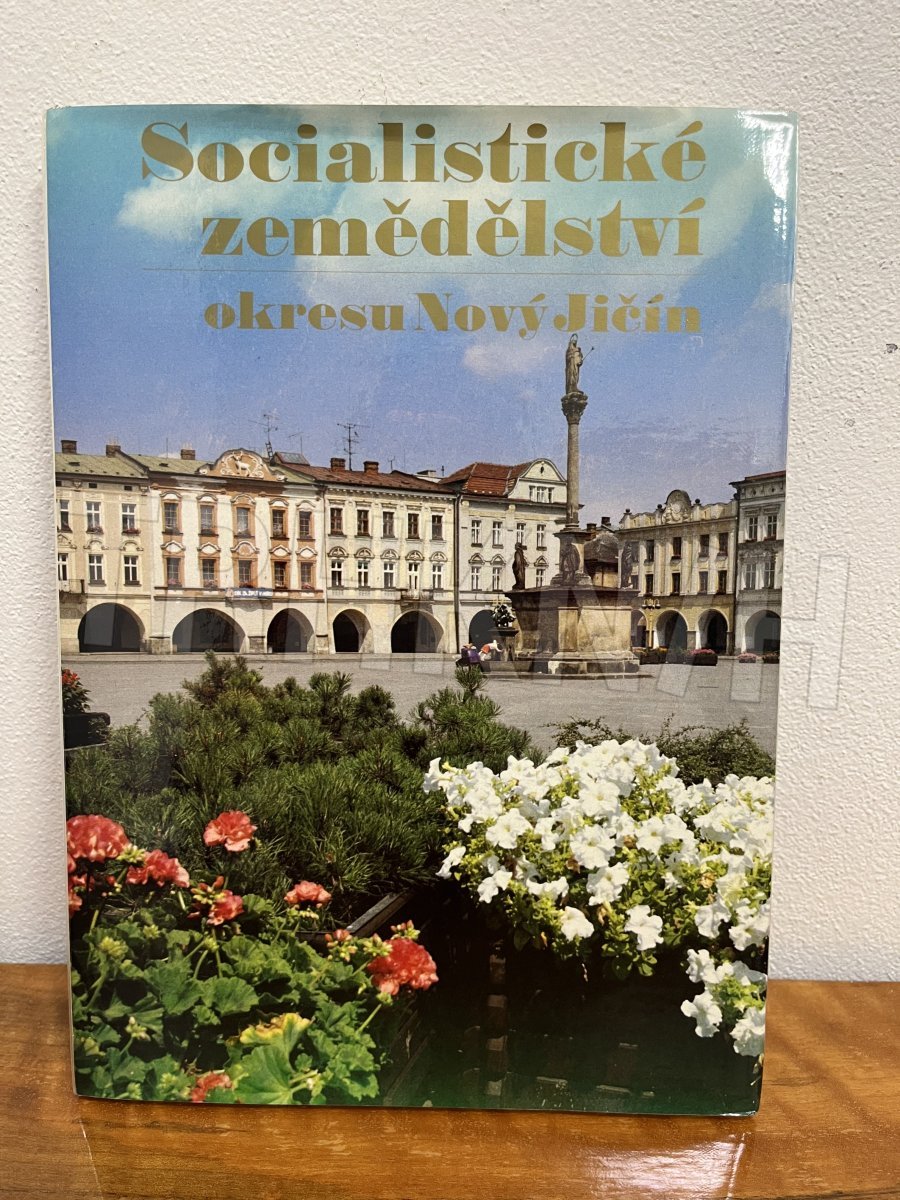 Socialistické
zemědělství
okresu Nový Jičín